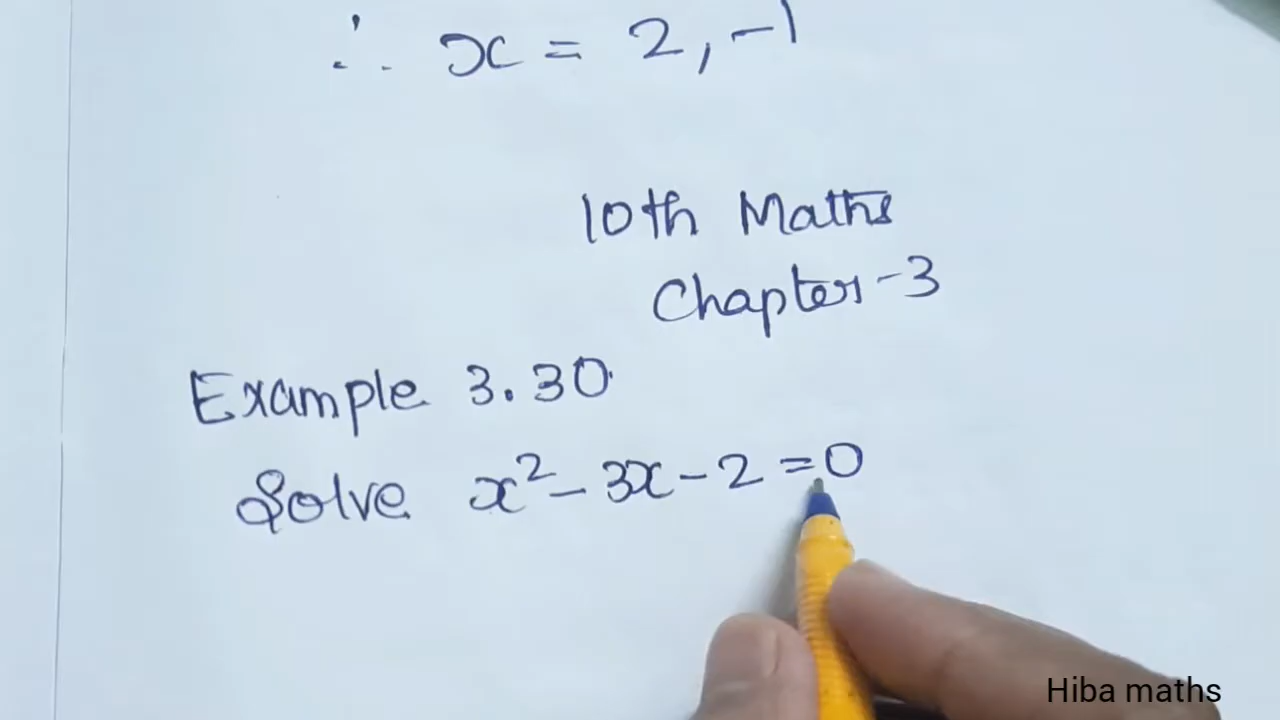 ∴ x = 2, -1
10th Maths
Chapter-3
Example 3.30
Solve x² - 3x - 2 = 0
Hiba maths